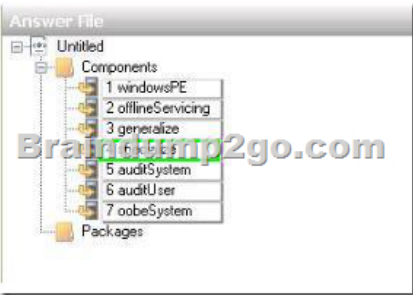 Answer File
Untitled
Components
1 windowsPE
2 offlineServicing
3 generalize
Braindump2go.com
5 auditSystem
6 auditUser
7 oobeSystem
Packages